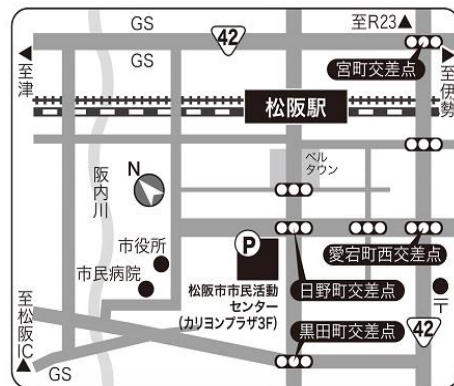 GS
42
至R23
GS
至津
至伊勢
宮町交差点
松阪駅
ベル
タウン
阪内川
N
P
愛宕町西交差点
市役所
市民病院
松阪市市民活動
センター
(カリヨンプラザ3F)
日野町交差点
〒
至松阪IC
黒田町交差点
42
GS